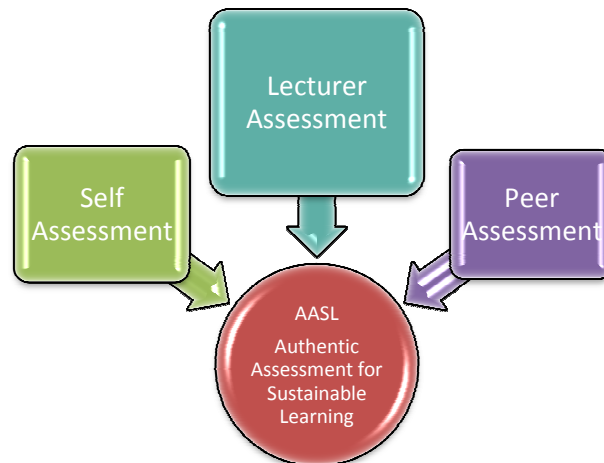 Lecturer
Assessment
Self
Assessment
Peer
Assessment
AASL
Authentic
Assessment for
Sustainable
Learning